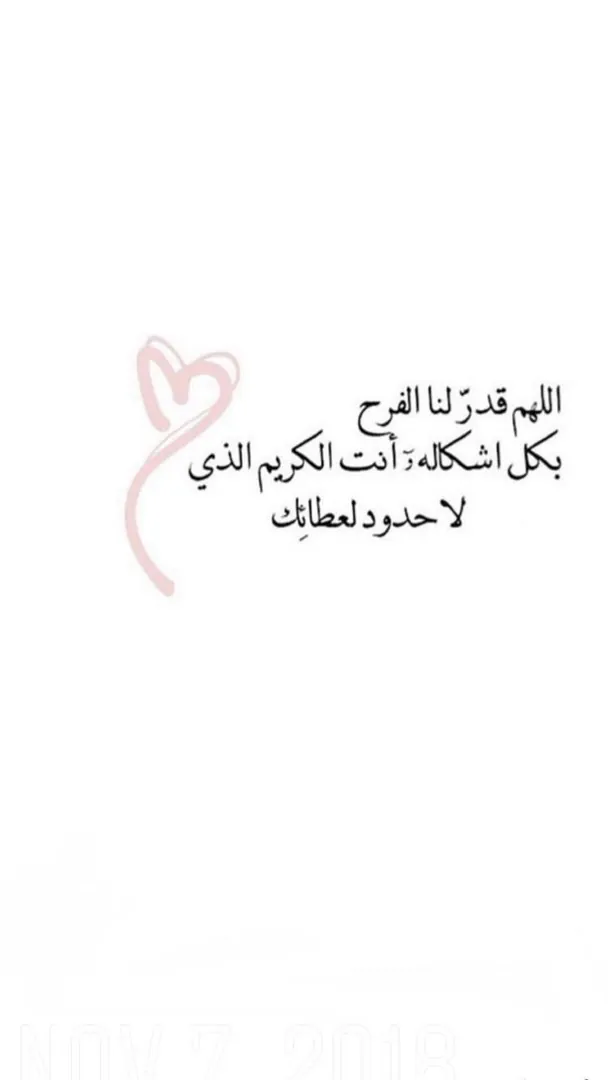 اللهم قدرّ لنا الفرح
بكل اشكاله وَ أنت الكريم الذي
لا حدود لعطائِك
NOV 7, 2018